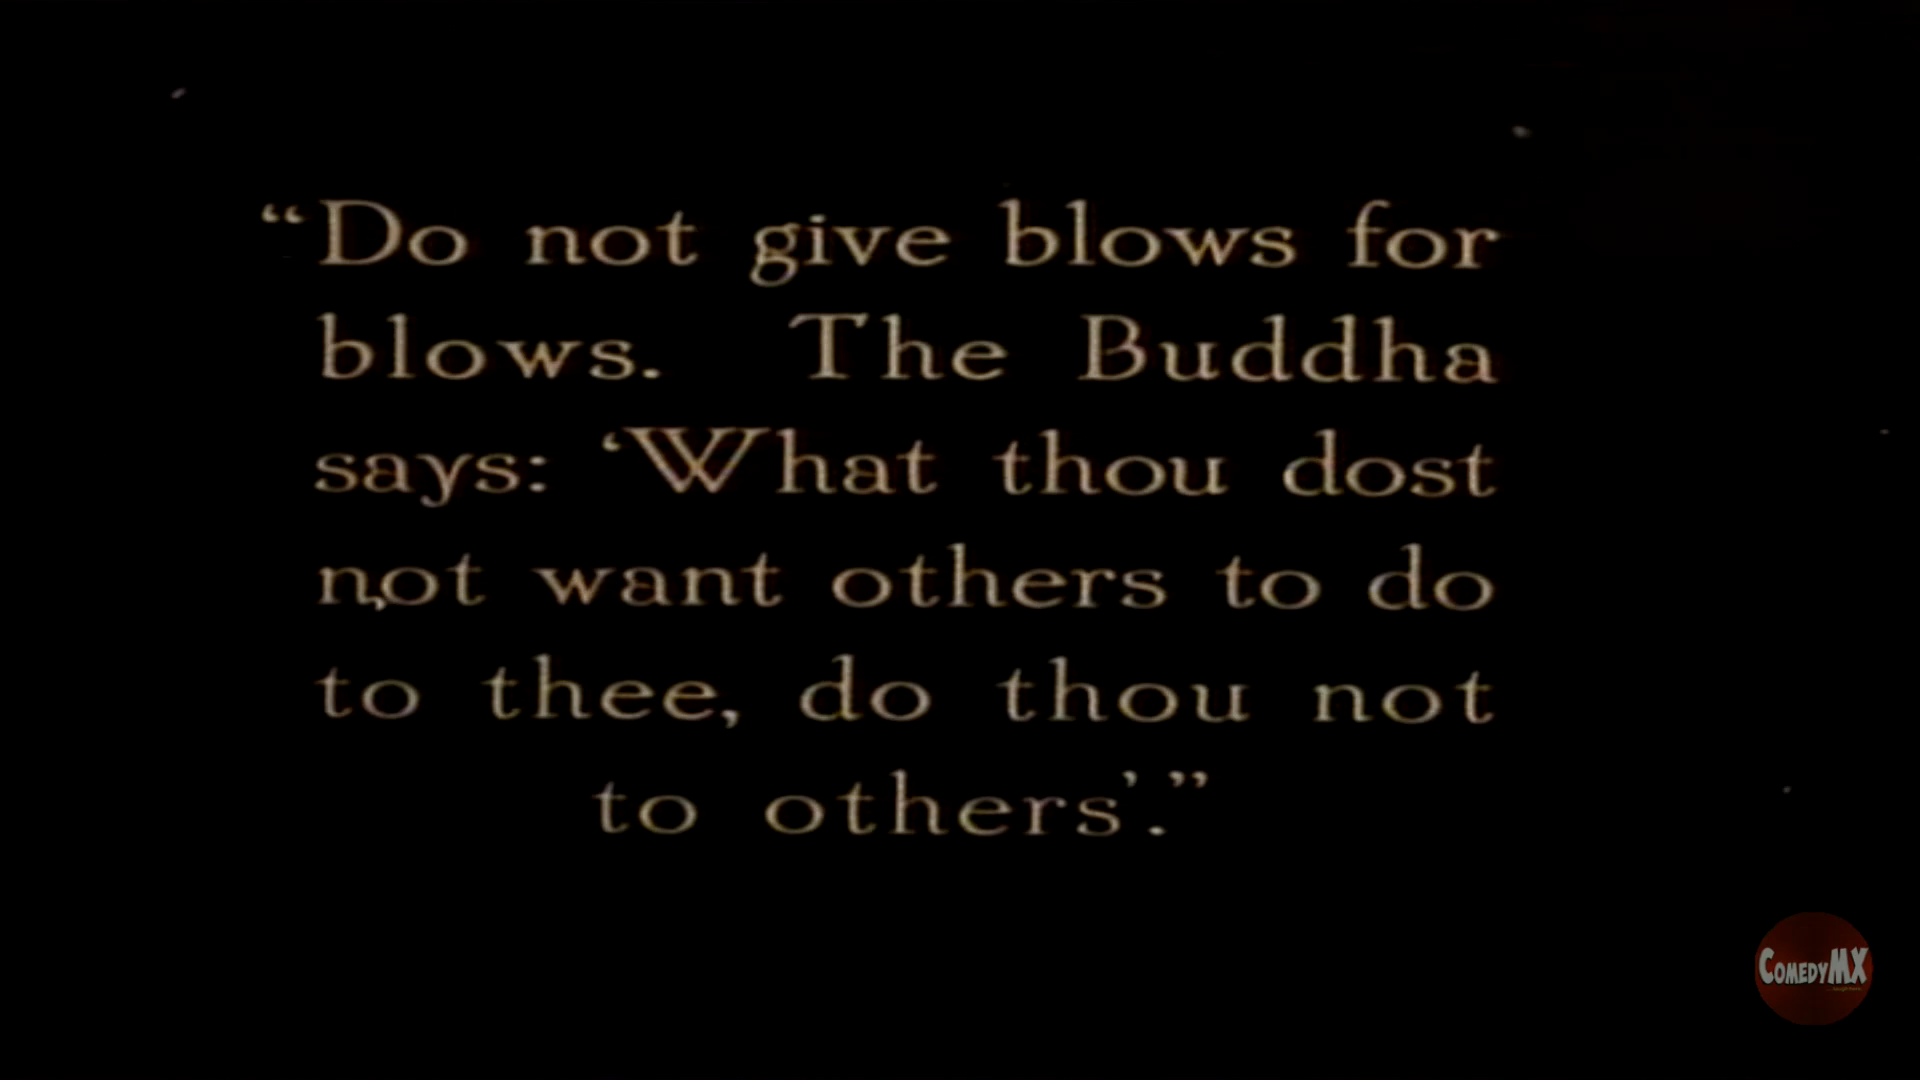 “Do not give blows for
blows. The Buddha
says: ‘What thou dost
not want others to do
to thee, do thou not
to others’.”
COMEDYMX